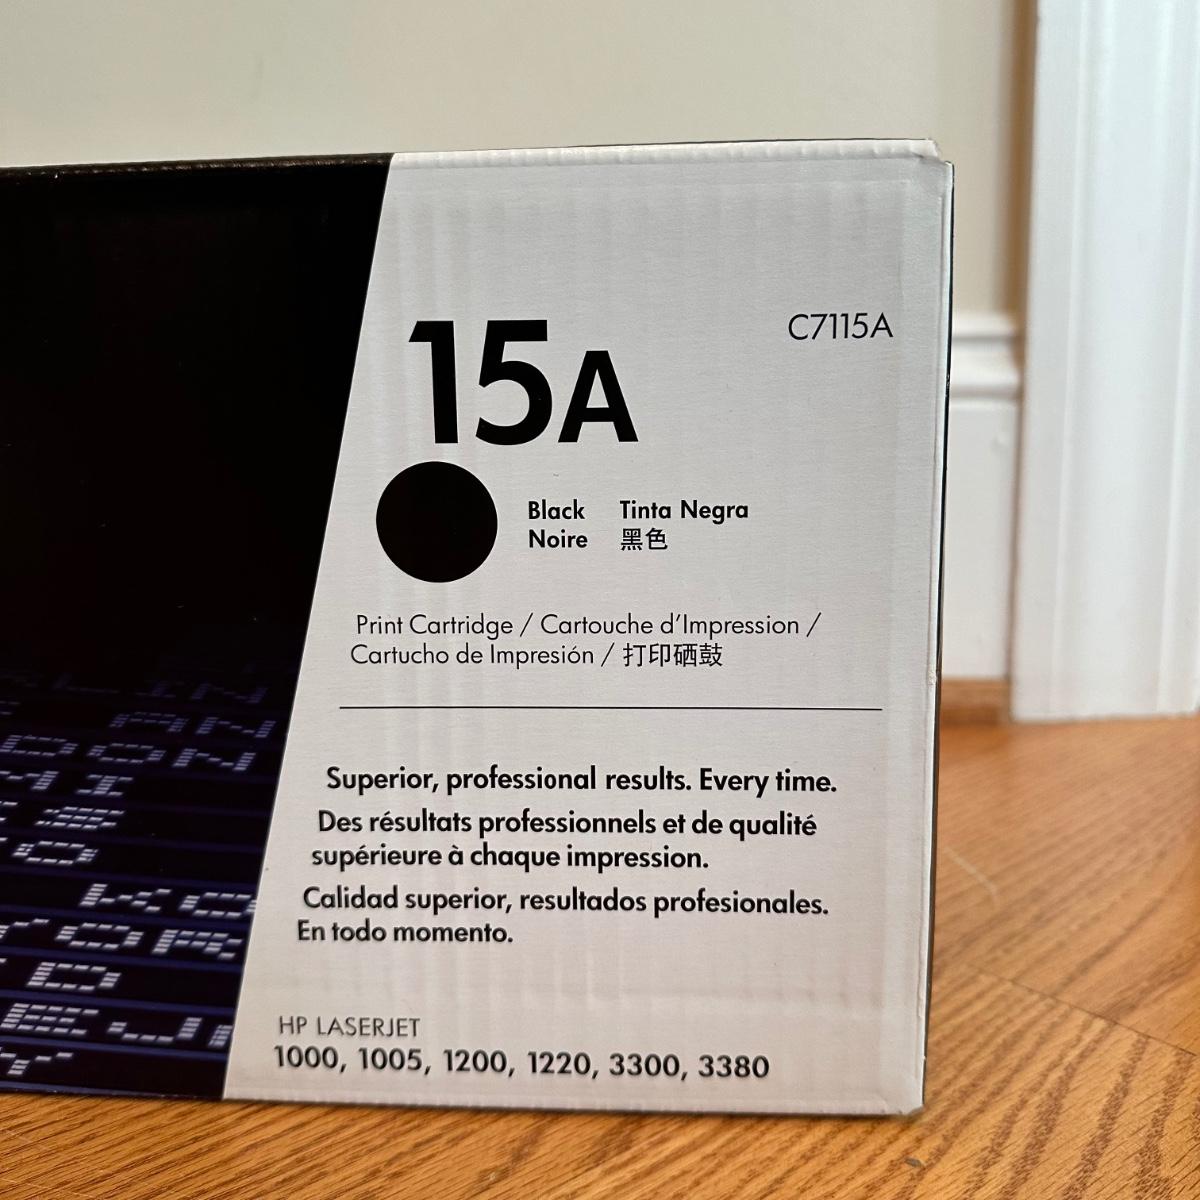 15A
C7115A
Black Tinta Negra
Noire 黑色
Print Cartridge / Cartouche d'Impression /
Cartucho de Impresión / 打印硒鼓
Superior, professional results. Every time.
Des résultats professionnels et de qualité
supérieure à chaque impression.
Calidad superior, resultados profesionales.
En todo momento.
HP LASERJET
1000, 1005, 1200, 1220, 3300, 3380